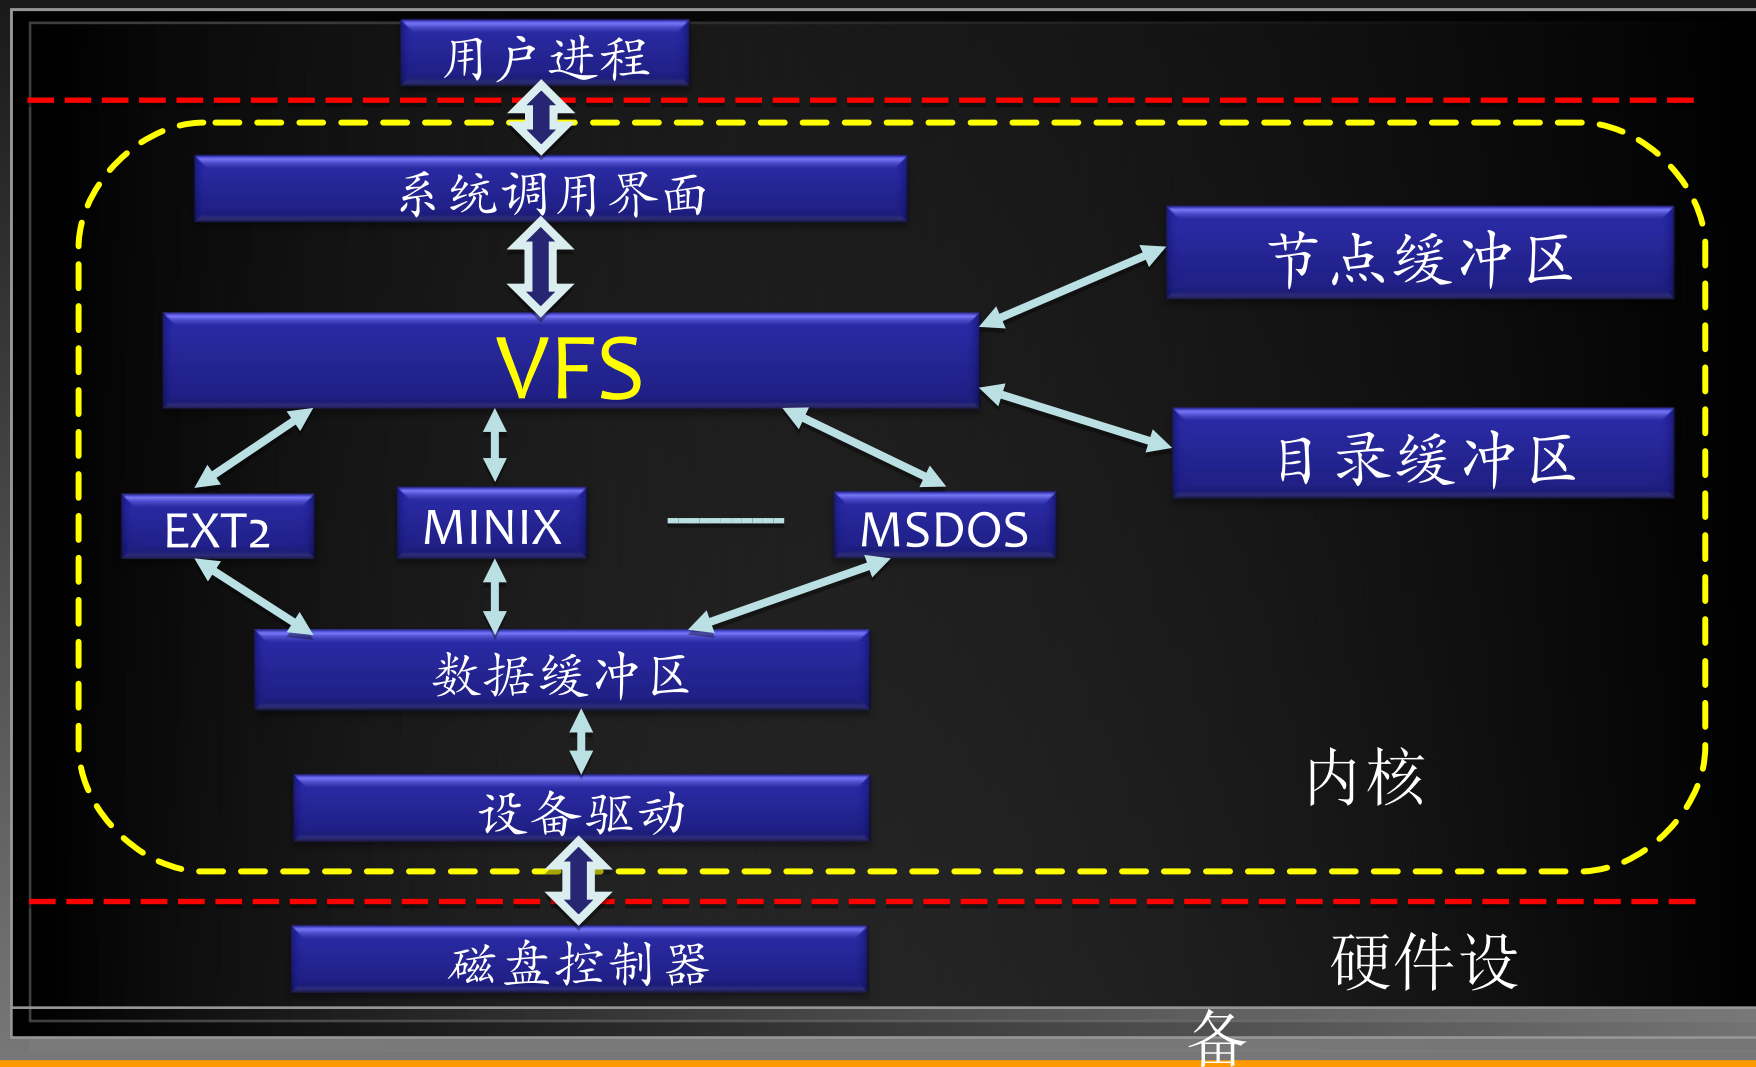 用户进程
系统调用界面
节点缓冲区
VFS
目录缓冲区
EXT2
MINIX
MSDOS
数据缓冲区
内核
设备驱动
硬件设
磁盘控制器
备